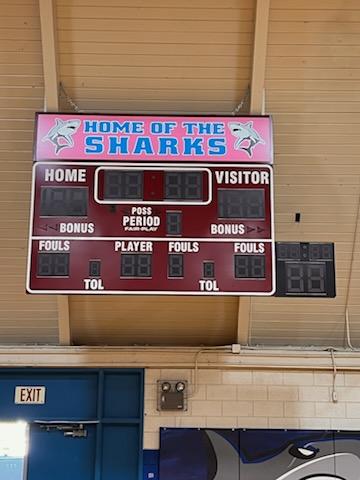 HOME OF THE
SHARKS
HOME VISITOR
POSS
PERIOD
FAIR-PLAY
BONUS BONUS
FOULS PLAYER FOULS FOULS
TOL TOL
EXIT